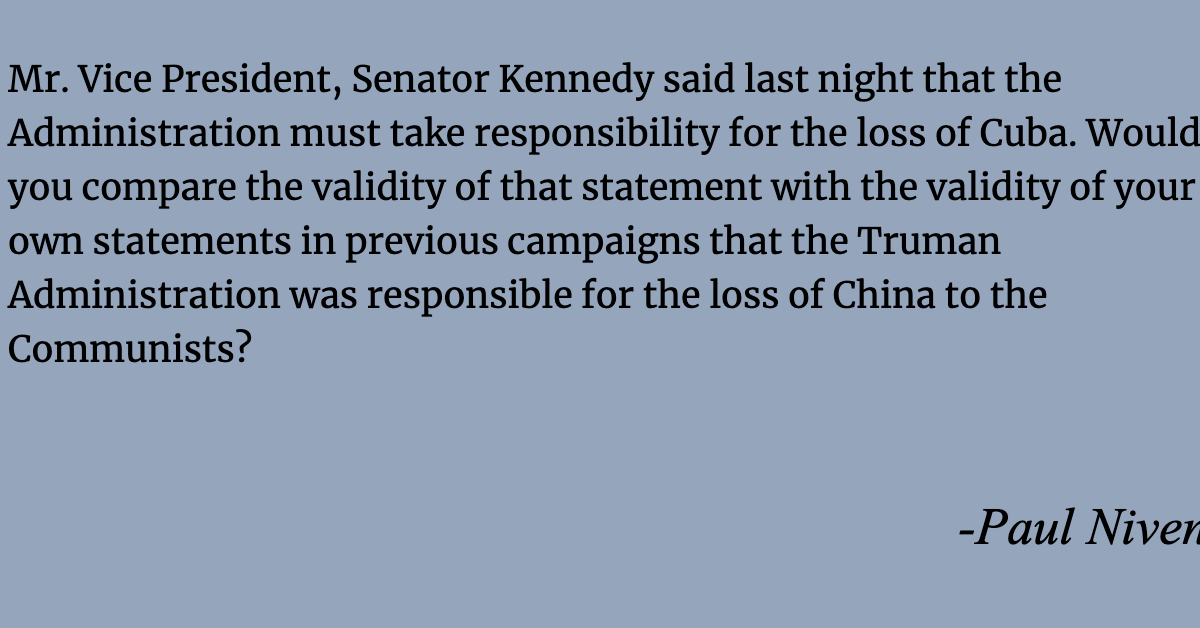 Mr. Vice President, Senator Kennedy said last night that the
Administration must take responsibility for the loss of Cuba. Would
you compare the validity of that statement with the validity of your
own statements in previous campaigns that the Truman
Administration was responsible for the loss of China to the
Communists?
-Paul Niven